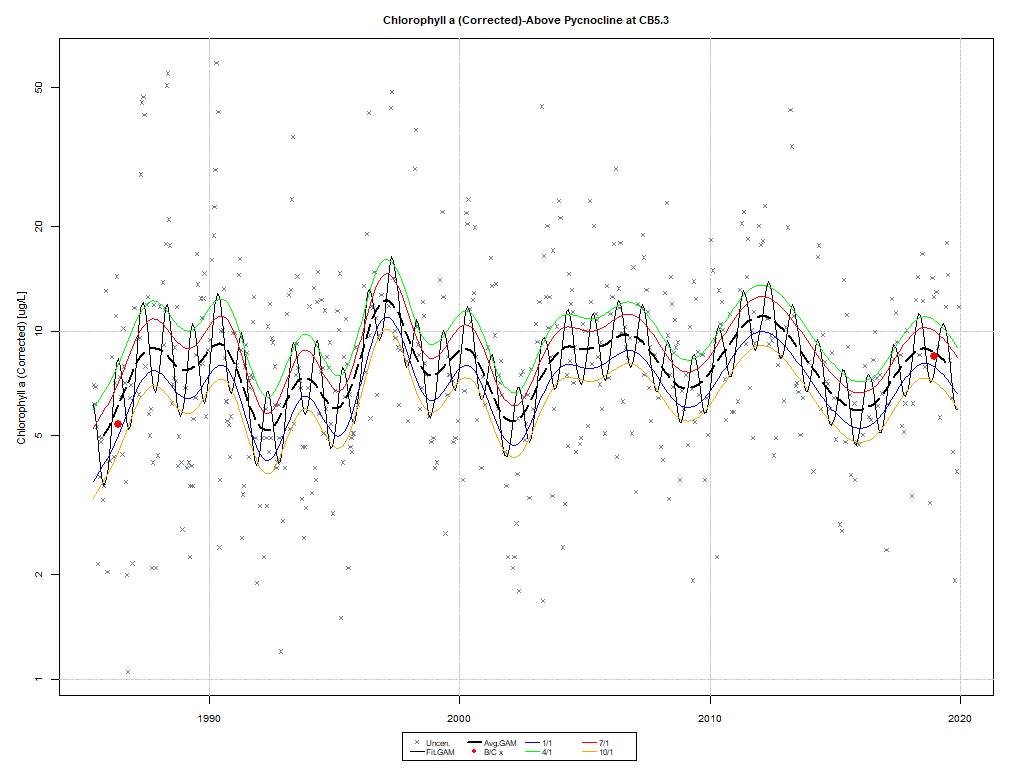 Chlorophyll a (Corrected)-Above Pycnocline at CB5.3
Chlorophyll a (Corrected) [ug/L]
50
20
10
5
2
1
1990
2000
2010
2020
Uncen. Avg.GAM 1/1 7/1
Fit.GAM B/C x 4/1 10/1